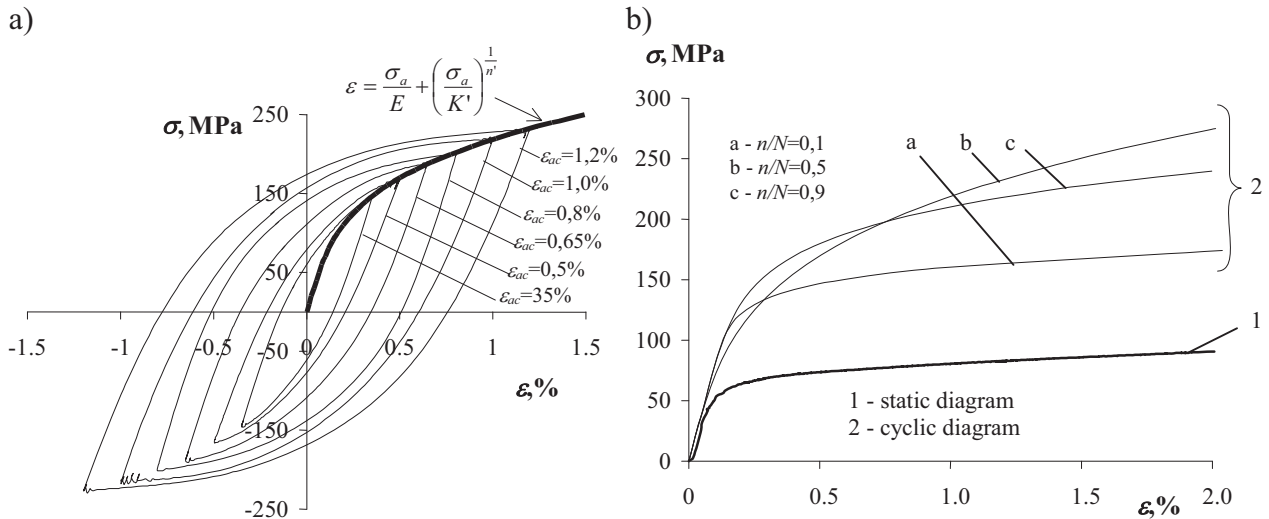 a)
σ, MPa
ε = σₐ/E + (σₐ/K')^(1/n')
250
150
50
-50
-150
-250
-1.5
-1
-0.5
0
0.5
1
1.5
ε,%
εac=1,2%
εac=1,0%
εac=0,8%
εac=0,65%
εac=0,5%
εac=35%
b)
σ, MPa
300
250
200
150
100
50
0
a - n/N=0,1
b - n/N=0,5
c - n/N=0,9
a
b
c
2
1
1 - static diagram
2 - cyclic diagram
0
0.5
1.0
1.5
2.0
ε,%